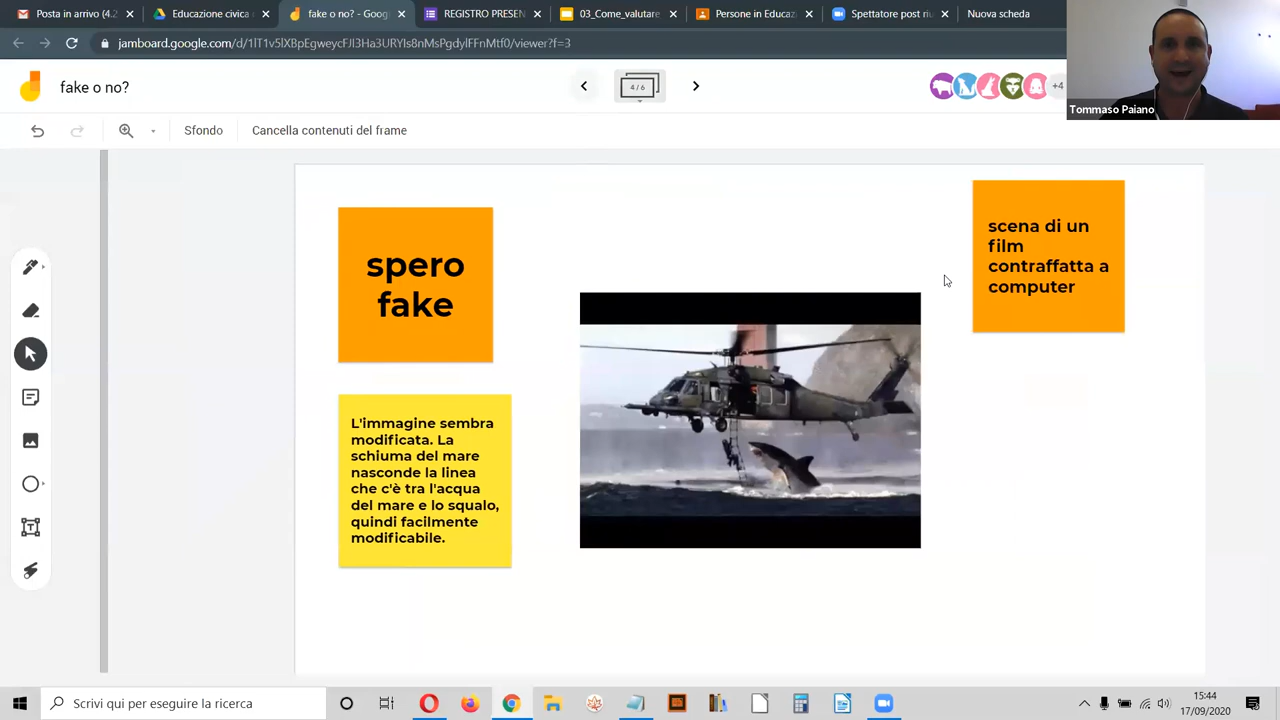 Posta in arrivo (4.2
Educazione civica
fake o no? - Goog
REGISTRO PRESEN
03_Come_valutare
Persone in Educaz
Spettatore post riu
Nuova scheda
jamboard.google.com/d/1lT1v5lXBpEgweycFJl3Ha3URYIs8nMsPgdylFFnMtf0/viewer?f=3
fake o no?
4 / 6
+4
Tommaso Paiano
Sfondo
Cancella contenuti del frame
spero
fake
scena di un
film
contraffatta a
computer
L'immagine sembra
modificata. La
schiuma del mare
nasconde la linea
che c'è tra l'acqua
del mare e lo squalo,
quindi facilmente
modificabile.
Scrivi qui per eseguire la ricerca
15:44
17/09/2020